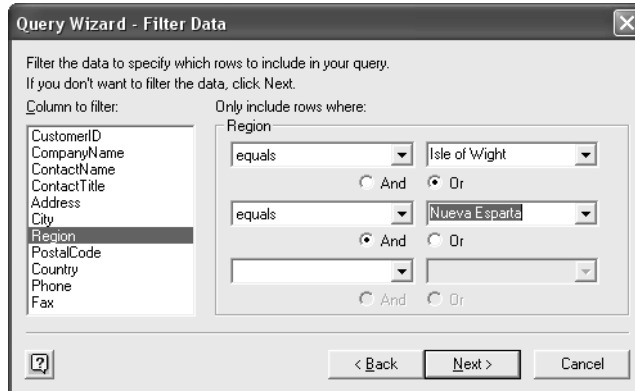 Query Wizard - Filter Data
Filter the data to specify which rows to include in your query.
If you don't want to filter the data, click Next.
Column to filter: Only include rows where:
CustomerID
CompanyName
ContactName
ContactTitle
Address
City
Region
PostalCode
Country
Phone
Fax
Region
equals Isle of Wight
And Or
equals Nueva Esparta
And Or
And Or
? < Back Next > Cancel